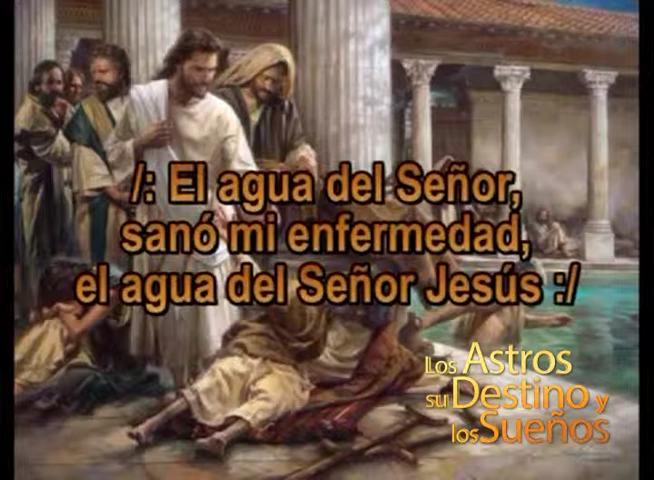 /: El agua del Señor,
sanó mi enfermedad,
el agua del Señor Jesús :/
Los Astros
su Destino y
los Sueños